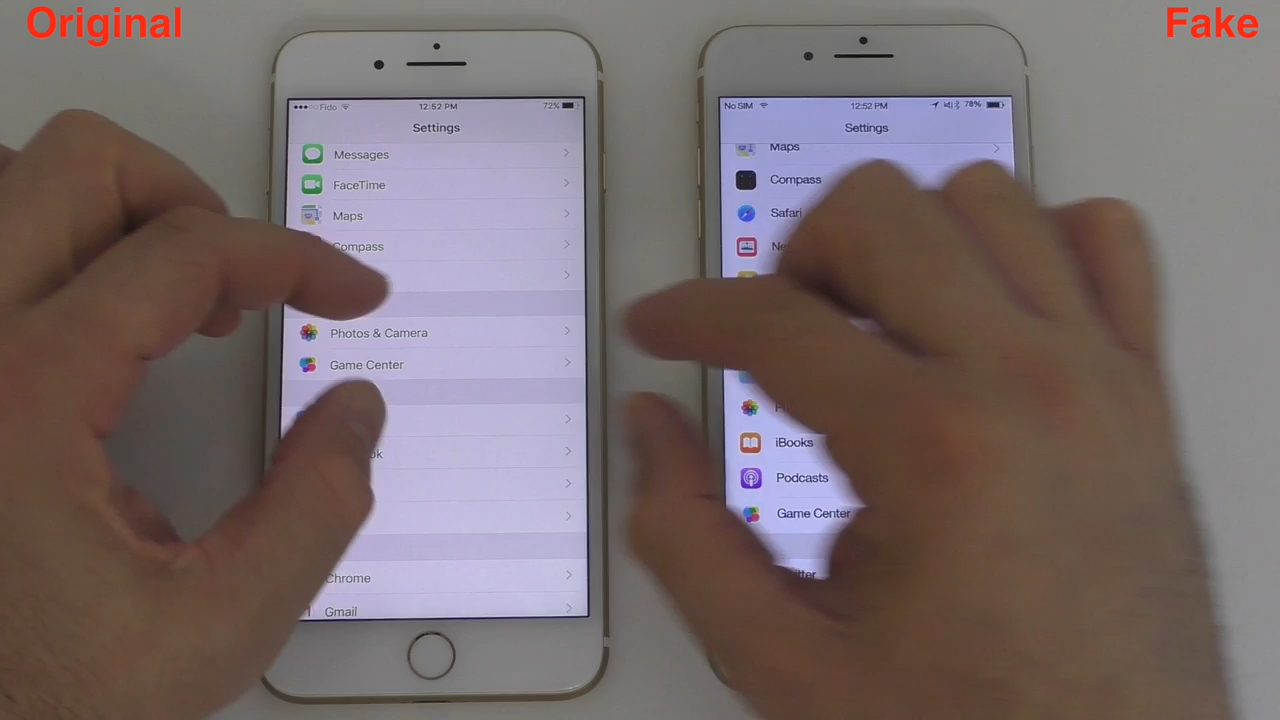 Original
Fake
Fido
12:52 PM
72%
Settings
Messages
FaceTime
Maps
Compass
Photos & Camera
Game Center
Chrome
Gmail
No SIM
12:52 PM
78%
Settings
Maps
Compass
Safari
iBooks
Podcasts
Game Center